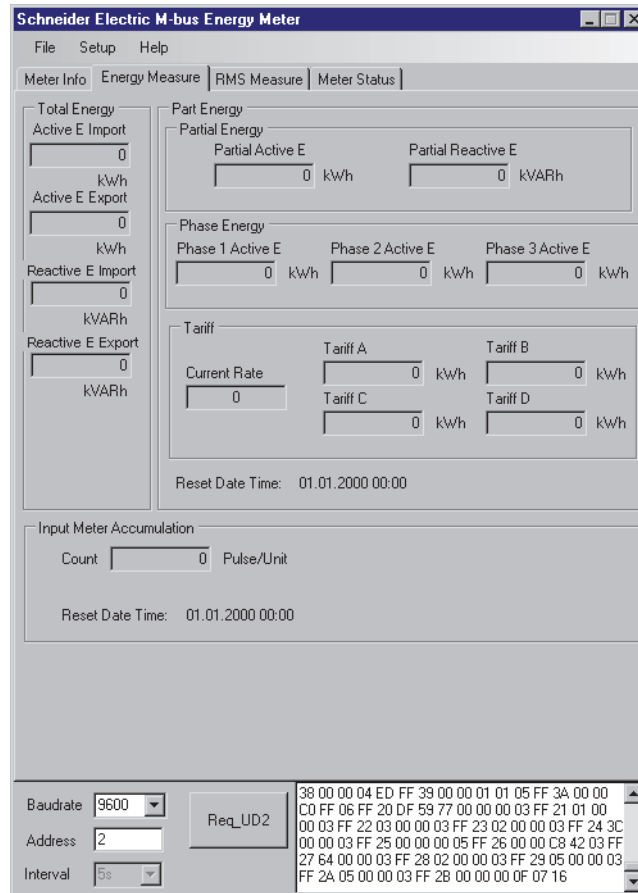 Schneider Electric M-bus Energy Meter
File Setup Help
Meter Info Energy Measure RMS Measure Meter Status
Total Energy
Active E Import
0
kWh
Active E Export
0
kWh
Reactive E Import
0
kVARh
Reactive E Export
0
kVARh
Part Energy
Partial Energy
Partial Active E Partial Reactive E
0 kWh 0 kVARh
Phase Energy
Phase 1 Active E Phase 2 Active E Phase 3 Active E
0 kWh 0 kWh 0 kWh
Tariff
Tariff A Tariff B
Current Rate 0 kWh 0 kWh
0
Tariff C Tariff D
0 kWh 0 kWh
Reset Date Time: 01.01.2000 00:00
Input Meter Accumulation
Count 0 Pulse/Unit
Reset Date Time: 01.01.2000 00:00
Baudrate 9600
Address 2
Interval 5s
Req_UD2
38 00 00 04 ED FF 39 00 00 01 01 05 FF 3A 00 00
C0 FF 06 FF 20 DF 59 77 00 00 00 03 FF 21 01 00
00 03 FF 22 03 00 00 03 FF 23 02 00 00 03 FF 24 3C
00 00 03 FF 25 00 00 00 05 FF 26 00 00 C8 42 03 FF
27 64 00 00 03 FF 28 02 00 00 03 FF 29 05 00 00 03
FF 2A 05 00 00 03 FF 2B 00 00 00 0F 07 16